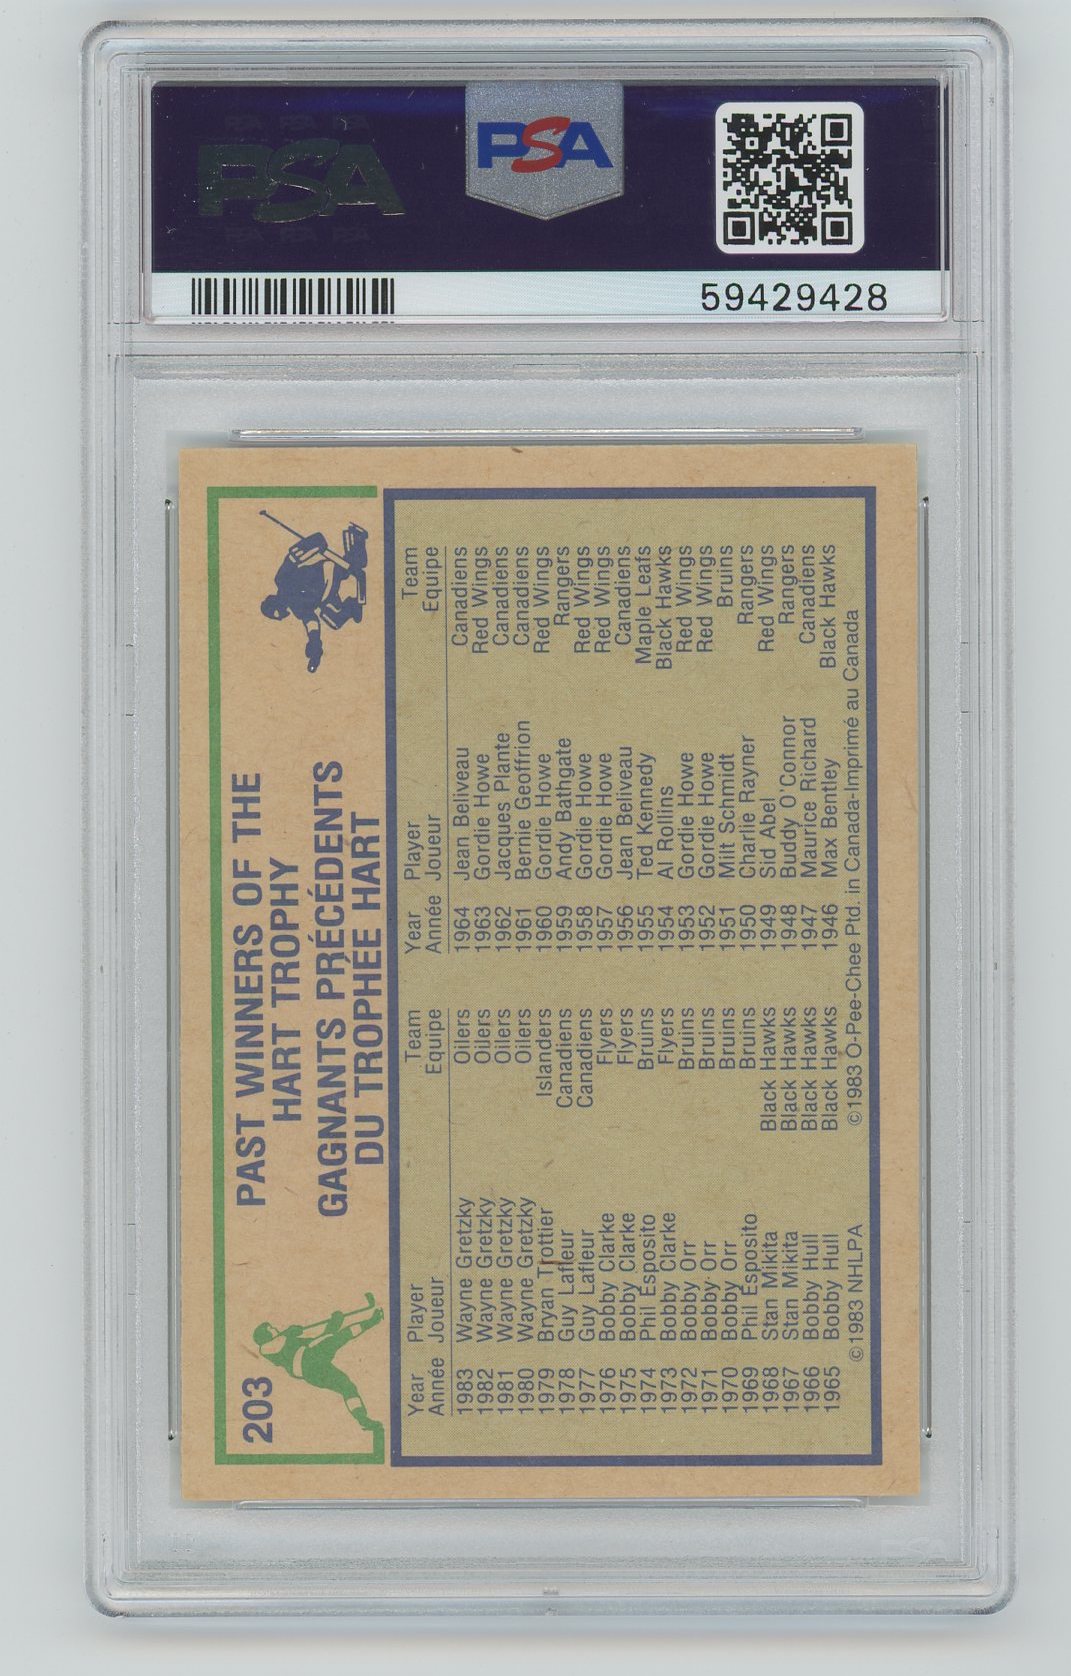 PSA
PSA
59429428
203
PAST WINNERS OF THE
HART TROPHY
GAGNANTS PRÉCÉDENTS
DU TROPHÉE HART
Year Player Team Year Player Team
Année Joueur Equipe Année Joueur Equipe
1983 Wayne Gretzky Oilers 1964 Jean Beliveau Canadiens
1982 Wayne Gretzky Oilers 1963 Gordie Howe Red Wings
1981 Wayne Gretzky Oilers 1962 Jacques Plante Canadiens
1980 Wayne Gretzky Oilers 1961 Bernie Geoffrion Canadiens
1979 Bryan Trottier Islanders 1960 Gordie Howe Red Wings
1978 Guy Lafleur Canadiens 1959 Andy Bathgate Rangers
1977 Guy Lafleur Canadiens 1958 Gordie Howe Red Wings
1976 Bobby Clarke Flyers 1957 Gordie Howe Red Wings
1975 Bobby Clarke Flyers 1956 Jean Beliveau Canadiens
1974 Phil Esposito Bruins 1955 Ted Kennedy Maple Leafs
1973 Bobby Clarke Flyers 1954 Al Rollins Black Hawks
1972 Bobby Orr Bruins 1953 Gordie Howe Red Wings
1971 Bobby Orr Bruins 1952 Gordie Howe Red Wings
1970 Bobby Orr Bruins 1951 Milt Schmidt Bruins
1969 Phil Esposito Bruins 1950 Charlie Rayner Rangers
1968 Stan Mikita Black Hawks 1949 Sid Abel Red Wings
1967 Stan Mikita Black Hawks 1948 Buddy O'Connor Rangers
1966 Bobby Hull Black Hawks 1947 Maurice Richard Canadiens
1965 Bobby Hull Black Hawks 1946 Max Bentley Black Hawks
©1983 NHLPA ©1983 O-Pee-Chee Ptd. in Canada-Imprimé au Canada